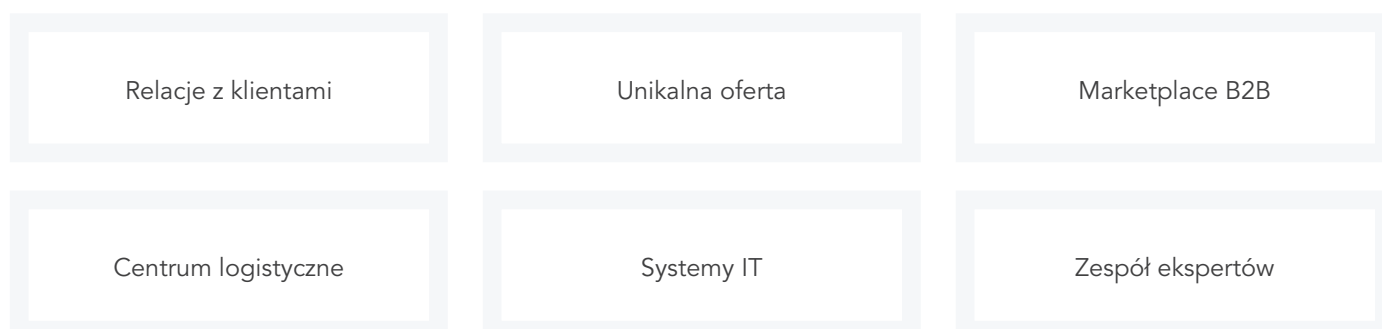 Relacje z klientami
Unikalna oferta
Marketplace B2B
Centrum logistyczne
Systemy IT
Zespół ekspertów